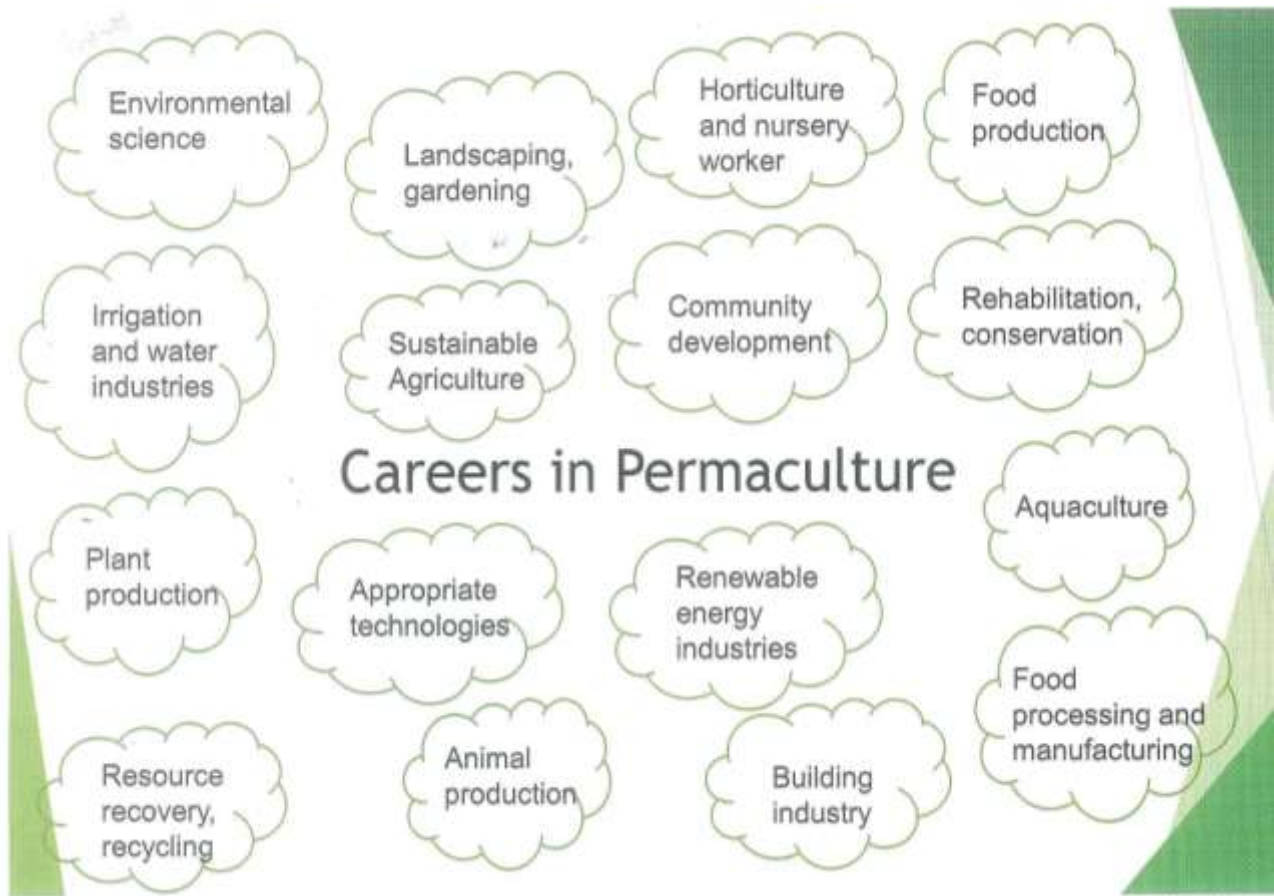 Environmental
science
Landscaping,
gardening
Horticulture
and nursery
worker
Food
production
Irrigation
and water
industries
Sustainable
Agriculture
Community
development
Rehabilitation,
conservation
Careers in Permaculture
Aquaculture
Plant
production
Appropriate
technologies
Renewable
energy
industries
Food
processing and
manufacturing
Resource
recovery,
recycling
Animal
production
Building
industry